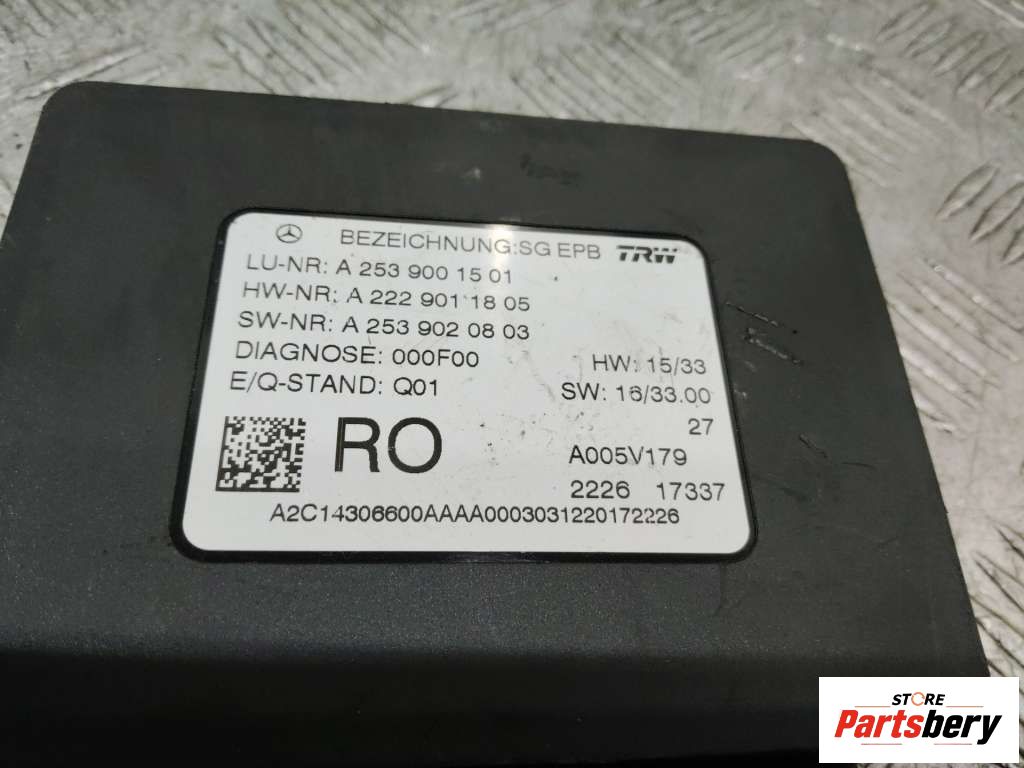 BEZEICHNUNG:SG EPB TRW
LU-NR: A 253 900 15 01
HW-NR: A 222 901 18 05
SW-NR: A 253 902 08 03
DIAGNOSE: 000F00 HW: 15/33
E/Q-STAND: Q01 SW: 16/33.00
27
RO A005V179
2226 17337
A2C14306600AAAA0003031220172226
STORE
Partsbery